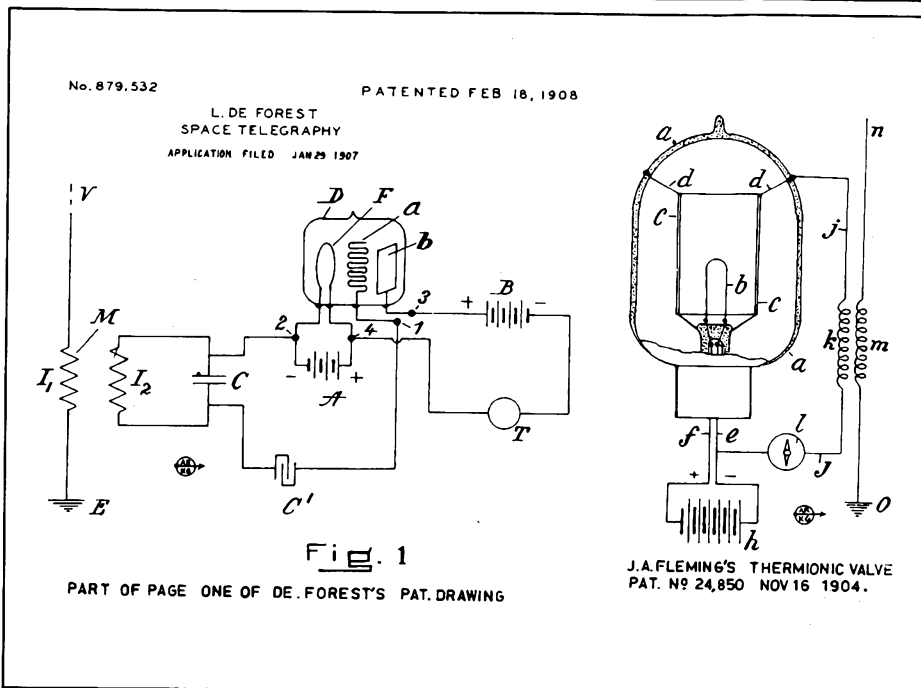 No. 879.532
PATENTED FEB 18, 1908
L. DE FOREST
SPACE TELEGRAPHY
APPLICATION FILED JAN 29 1907
V
D
F
a
b
B
+
-
3
1
M
2
4
I1
I2
C
-
+
A
T
E
C'
Fig. 1
PART OF PAGE ONE OF DE. FOREST'S PAT. DRAWING
a
n
d
d
C
j
b
c
k
m
a
f
e
l
J
+
-
h
O
J.A.FLEMING'S THERMIONIC VALVE
PAT. Nº 24,850 NOV 16 1904.